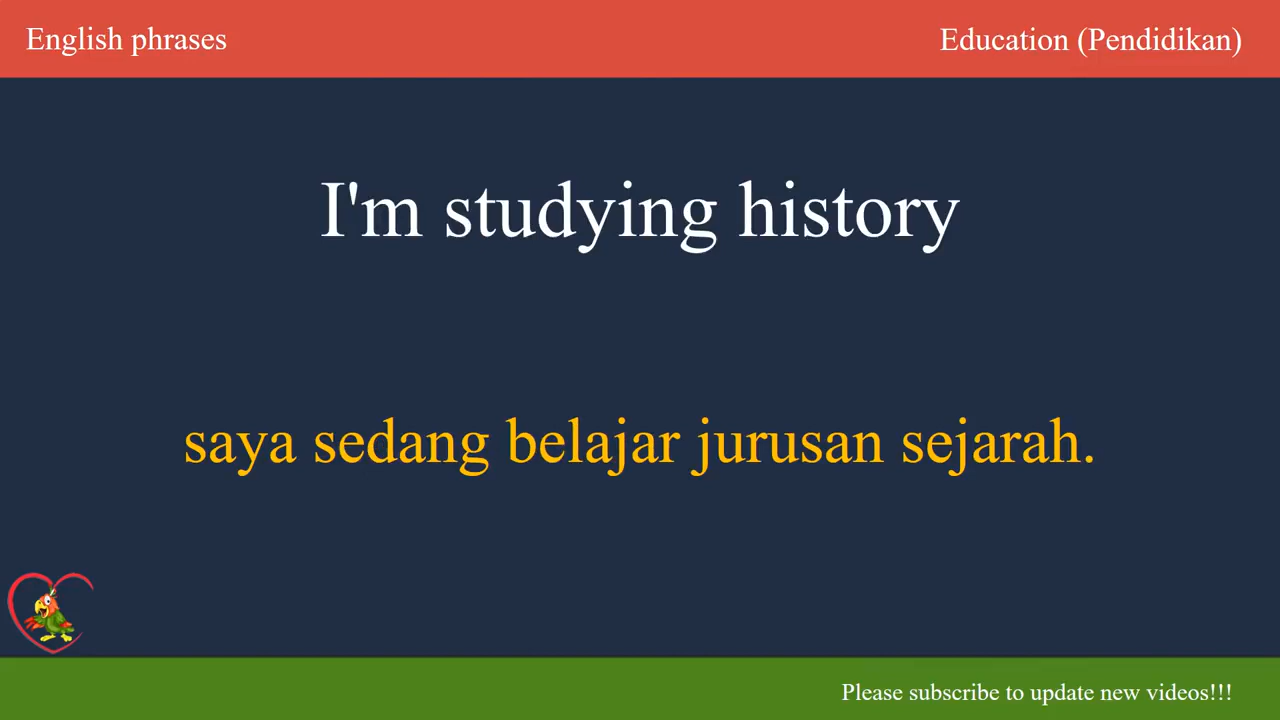 English phrases
Education (Pendidikan)
I'm studying history
saya sedang belajar jurusan sejarah.
Please subscribe to update new videos!!!